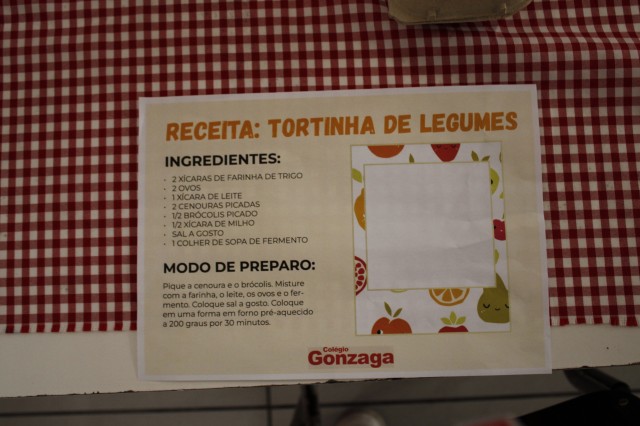 RECEITA: TORTINHA DE LEGUMES
INGREDIENTES:
- 2 XÍCARAS DE FARINHA DE TRIGO
- 2 OVOS
- 1 XÍCARA DE LEITE
- 2 CENOURAS PICADAS
- 1/2 BRÓCOLIS PICADO
- 1/2 XÍCARA DE MILHO
- SAL A GOSTO
- 1 COLHER DE SOPA DE FERMENTO
MODO DE PREPARO:
Pique a cenoura e o brócolis. Misture
com a farinha, o leite, os ovos e o fer-
mento. Coloque sal a gosto. Coloque
em uma forma em forno pré-aquecido
a 200 graus por 30 minutos.
Colégio
Gonzaga